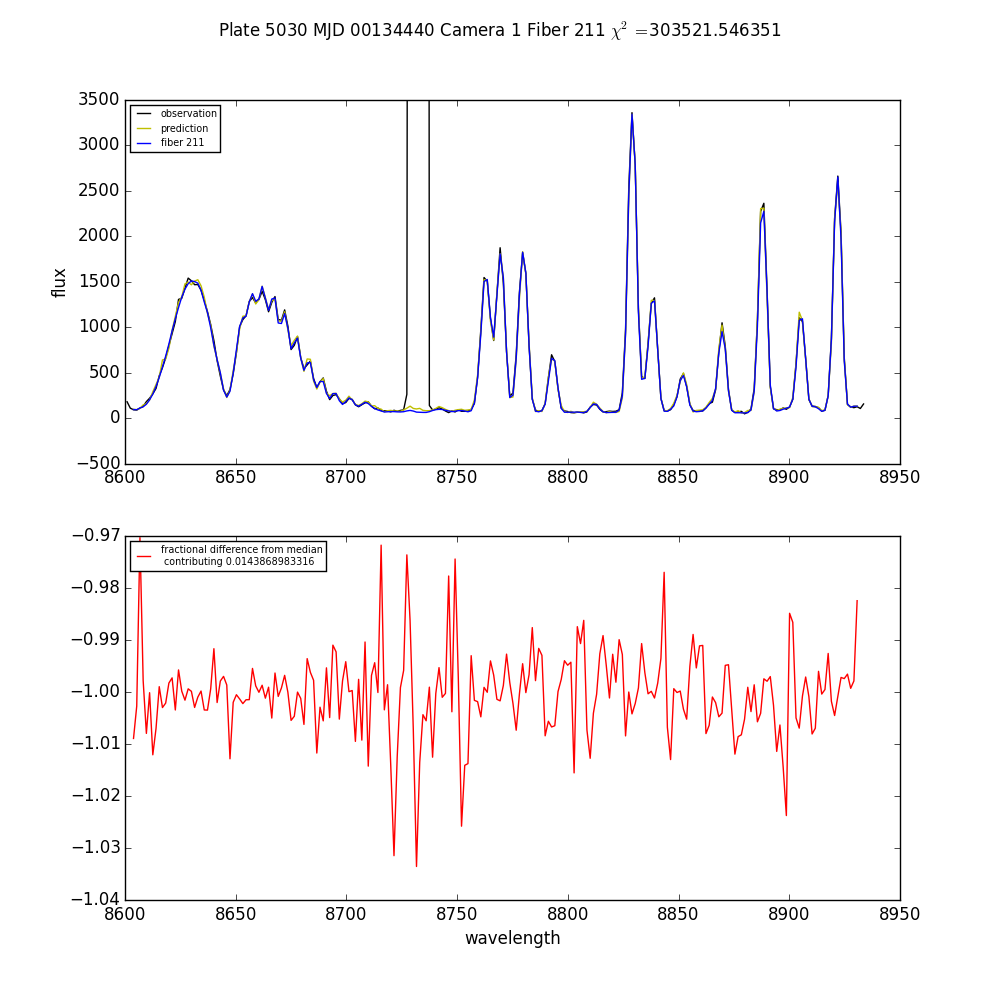 Plate 5030 MJD 00134440 Camera 1 Fiber 211 χ² =303521.546351
3500
3000
2500
2000
1500
1000
500
0
−500
flux
observation
prediction
fiber 211
8600 8650 8700 8750 8800 8850 8900 8950
−0.97
−0.98
−0.99
−1.00
−1.01
−1.02
−1.03
−1.04
fractional difference from median
contributing 0.0143868983316
8600 8650 8700 8750 8800 8850 8900 8950
wavelength